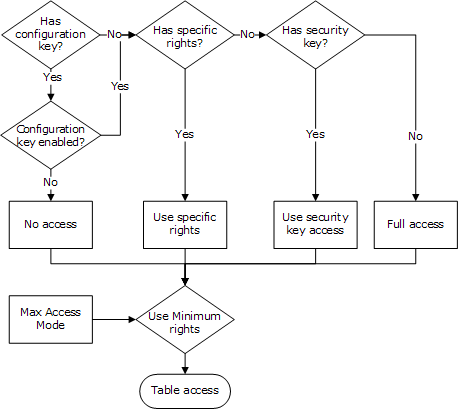 Has
configuration
key?
No
Has specific
rights?
No
Has security
key?
Yes
Yes
Configuration
key enabled?
Yes
Yes
No
No
No access
Use specific
rights
Use security
key access
Full access
Max Access
Mode
Use Minimum
rights
Table access